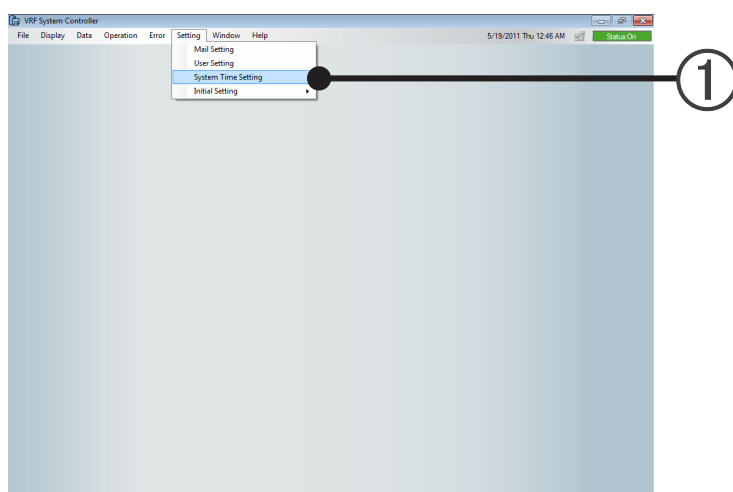 VRF System Controller
File Display Data Operation Error Setting Window Help 5/19/2011 Thu 12:46 AM Status:On
Mail Setting
User Setting
System Time Setting
Initial Setting
1